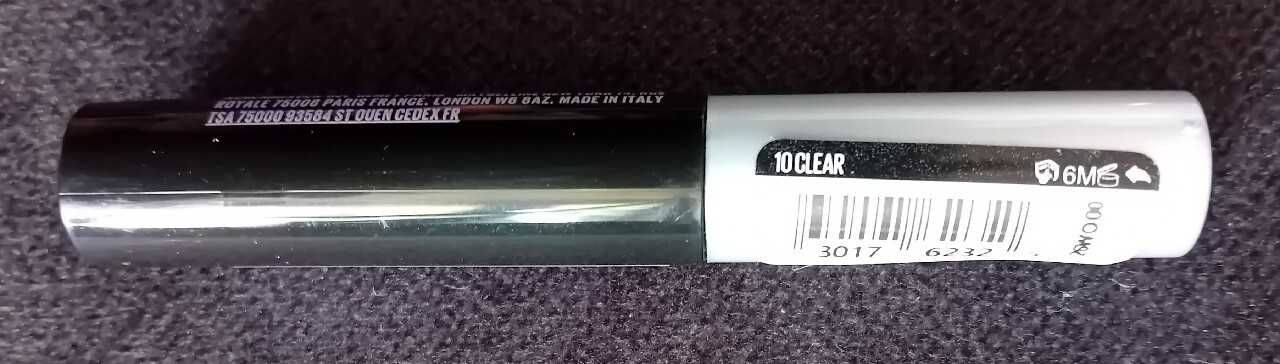 ROYALE 75008 PARIS FRANCE. LONDON W6 8AZ. MADE IN ITALY
TSA 75000 93584 ST OUEN CEDEX FR
10 CLEAR
6M
3017 6232